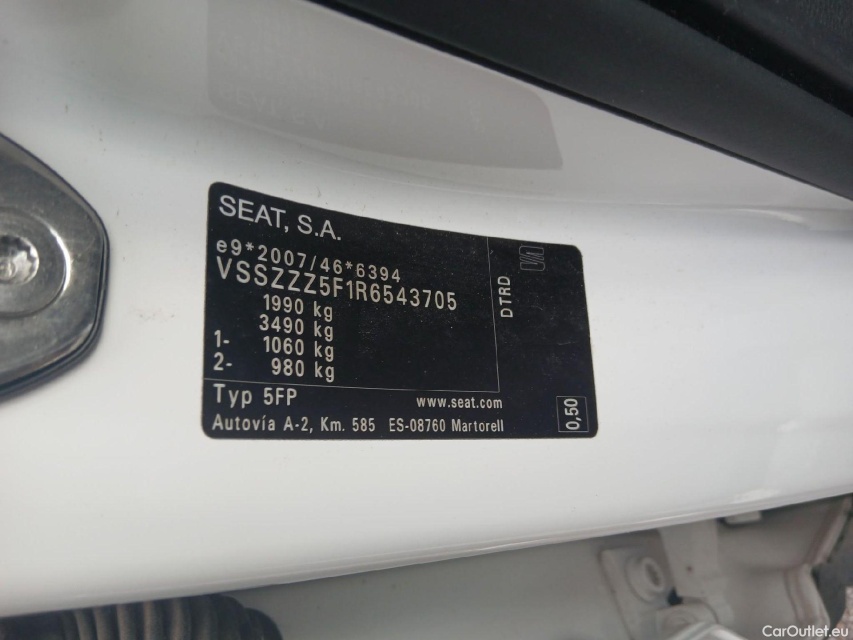 SEAT, S.A.
e9*2007/46*6394
VSSZZZ5F1R6543705
1990 kg
3490 kg
1- 1060 kg
2- 980 kg
DTRD
Typ 5FP www.seat.com
0,50
Autovía A-2, Km. 585 ES-08760 Martorell
CarOutlet.eu